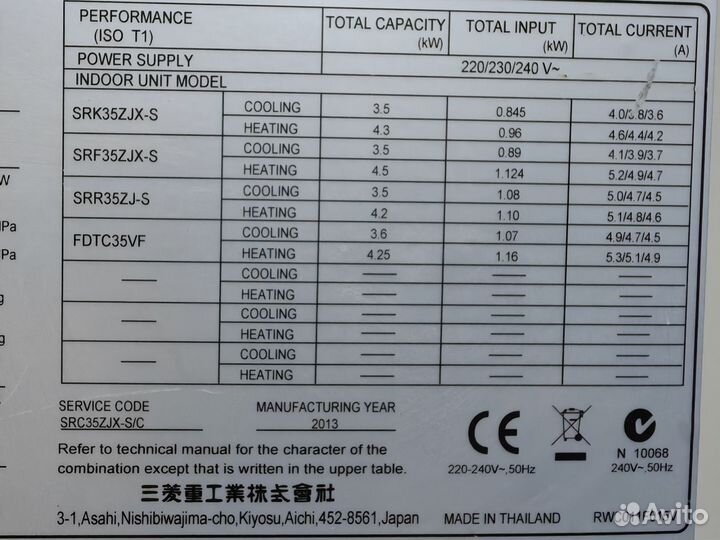 PERFORMANCE (ISO T1) TOTAL CAPACITY (kW) TOTAL INPUT (kW) TOTAL CURRENT (A)
POWER SUPPLY 220/230/240 V~
INDOOR UNIT MODEL
SRK35ZJX-S COOLING 3.5 0.845 4.0/3.8/3.6
HEATING 4.3 0.96 4.6/4.4/4.2
SRF35ZJX-S COOLING 3.5 0.89 4.1/3.9/3.7
HEATING 4.5 1.124 5.2/4.9/4.7
SRR35ZJ-S COOLING 3.5 1.08 5.0/4.7/4.5
HEATING 4.2 1.10 5.1/4.8/4.6
FDTC35VF COOLING 3.6 1.07 4.9/4.7/4.5
HEATING 4.25 1.16 5.3/5.1/4.9
— COOLING — — —
HEATING — — —
— COOLING — — —
HEATING — — —
— COOLING — — —
HEATING — — —
SERVICE CODE MANUFACTURING YEAR
SRC35ZJX-S/C 2013
Refer to technical manual for the character of the
combination except that is written in the upper table.
CE
220-240V~,50Hz
N 10068
240V~,50Hz
三菱重工業株式會社
3-1,Asahi,Nishibiwajima-cho,Kiyosu,Aichi,452-8561,Japan MADE IN THAILAND
Avito